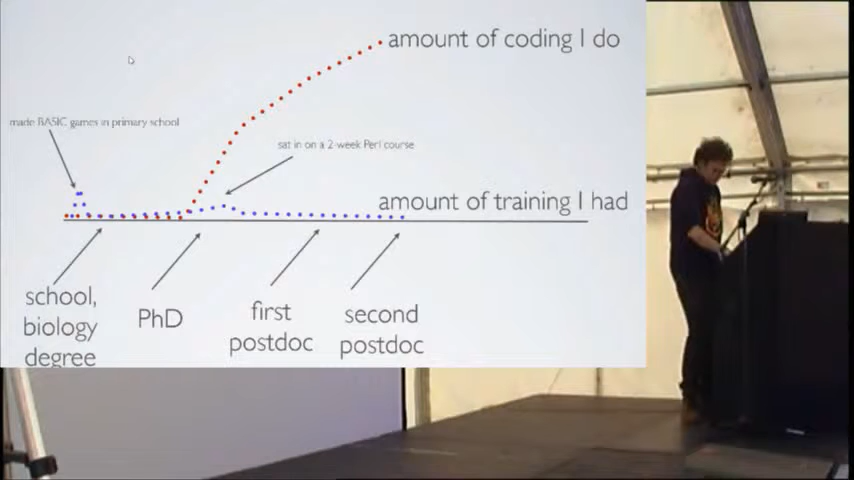 amount of coding I do
made BASIC games in primary school
sat in on a 2-week Perl course
amount of training I had
school,
biology
degree
PhD
first
postdoc
second
postdoc